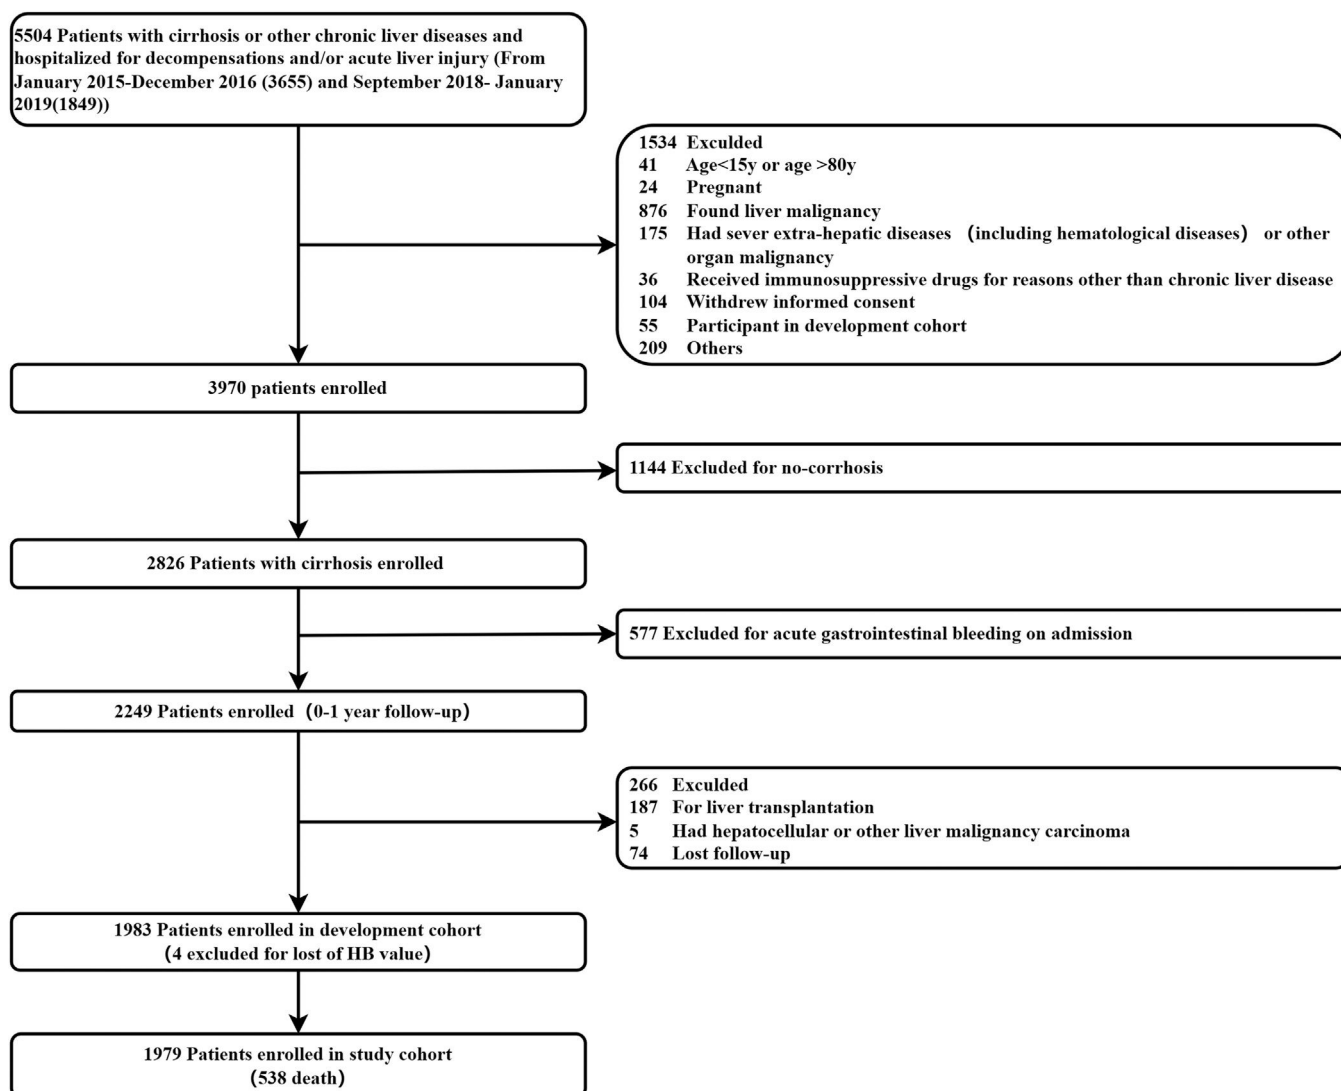 5504 Patients with cirrhosis or other chronic liver diseases and
hospitalized for decompensations and/or acute liver injury (From
January 2015-December 2016 (3655) and September 2018- January
2019(1849))
1534 Exculded
41 Age<15y or age >80y
24 Pregnant
876 Found liver malignancy
175 Had sever extra-hepatic diseases （including hematological diseases） or other
organ malignancy
36 Received immunosuppressive drugs for reasons other than chronic liver disease
104 Withdrew informed consent
55 Participant in development cohort
209 Others
3970 patients enrolled
1144 Excluded for no-corrhosis
2826 Patients with cirrhosis enrolled
577 Excluded for acute gastrointestinal bleeding on admission
2249 Patients enrolled（0-1 year follow-up）
266 Exculded
187 For liver transplantation
5 Had hepatocellular or other liver malignancy carcinoma
74 Lost follow-up
1983 Patients enrolled in development cohort
（4 excluded for lost of HB value）
1979 Patients enrolled in study cohort
（538 death）